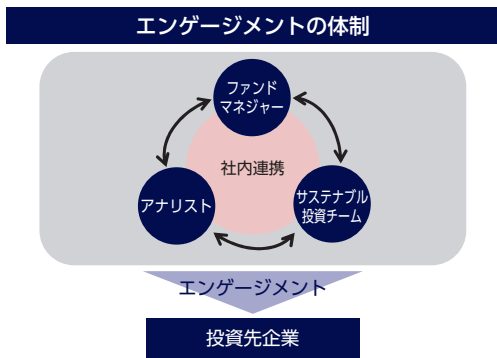 エンゲージメントの体制
ファンド
マネジャー
社内連携
アナリスト
サステナブル
投資チーム
エンゲージメント
投資先企業